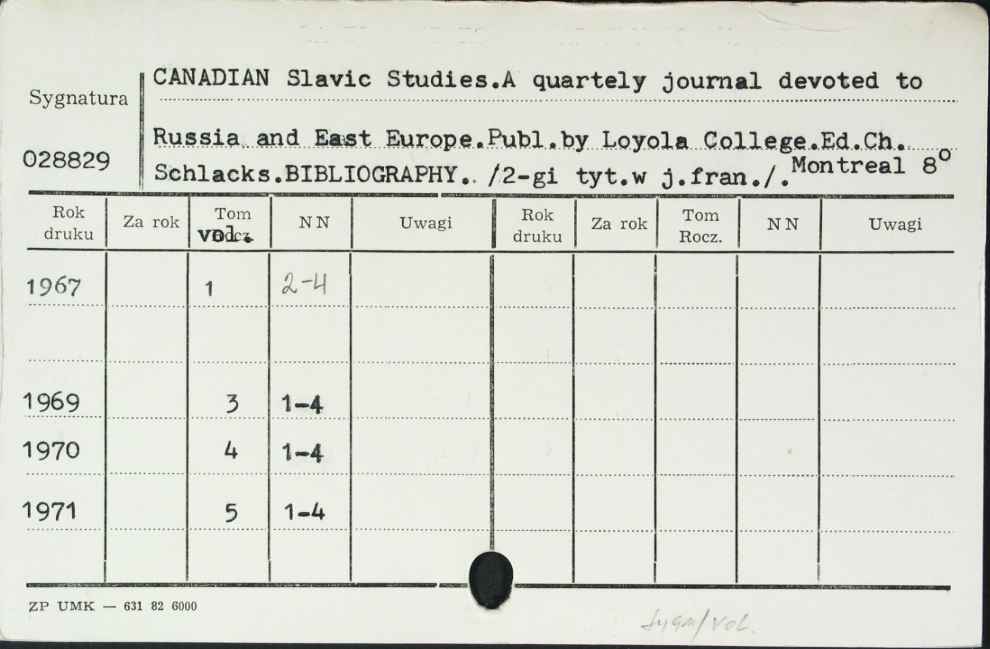 CANADIAN Slavic Studies.A quartely journal devoted to
Sygnatura
Russia and East Europe.Publ.by Loyola College.Ed.Ch.
028829
Schlacks.BIBLIOGRAPHY. /2-gi tyt.w j.fran./.Montreal 8°
Rok druku Za rok Tom vol. NN Uwagi Rok druku Za rok Tom Rocz. NN Uwagi
1967 1 2-4
1969 3 1-4
1970 4 1-4
1971 5 1-4
ZP UMK — 631 82 6000
sygn/vol.